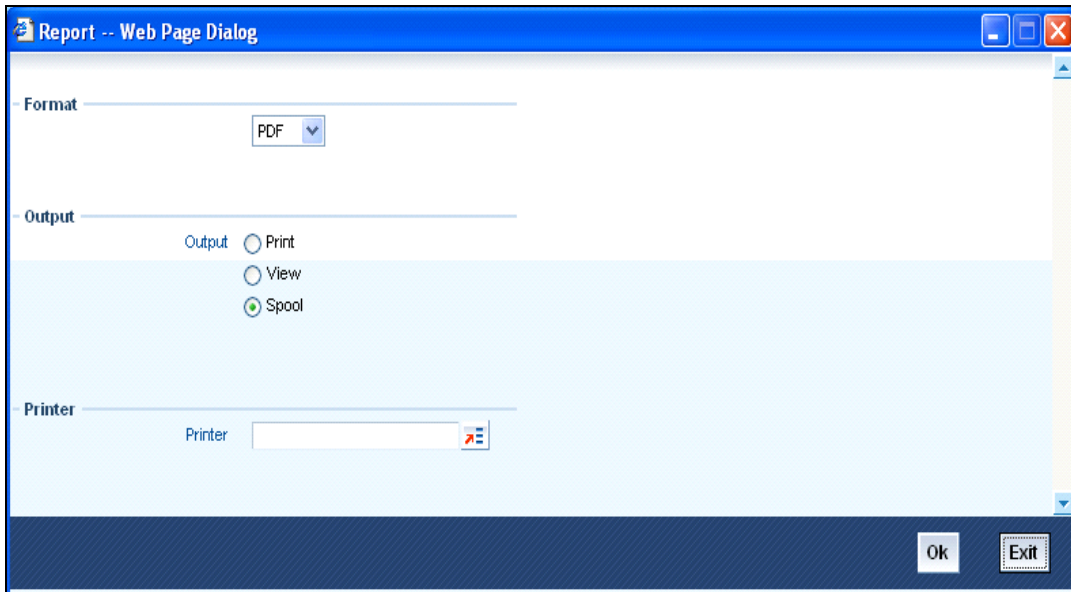 Report -- Web Page Dialog
Format
PDF
Output
Output Print
View
Spool
Printer
Printer
Ok Exit